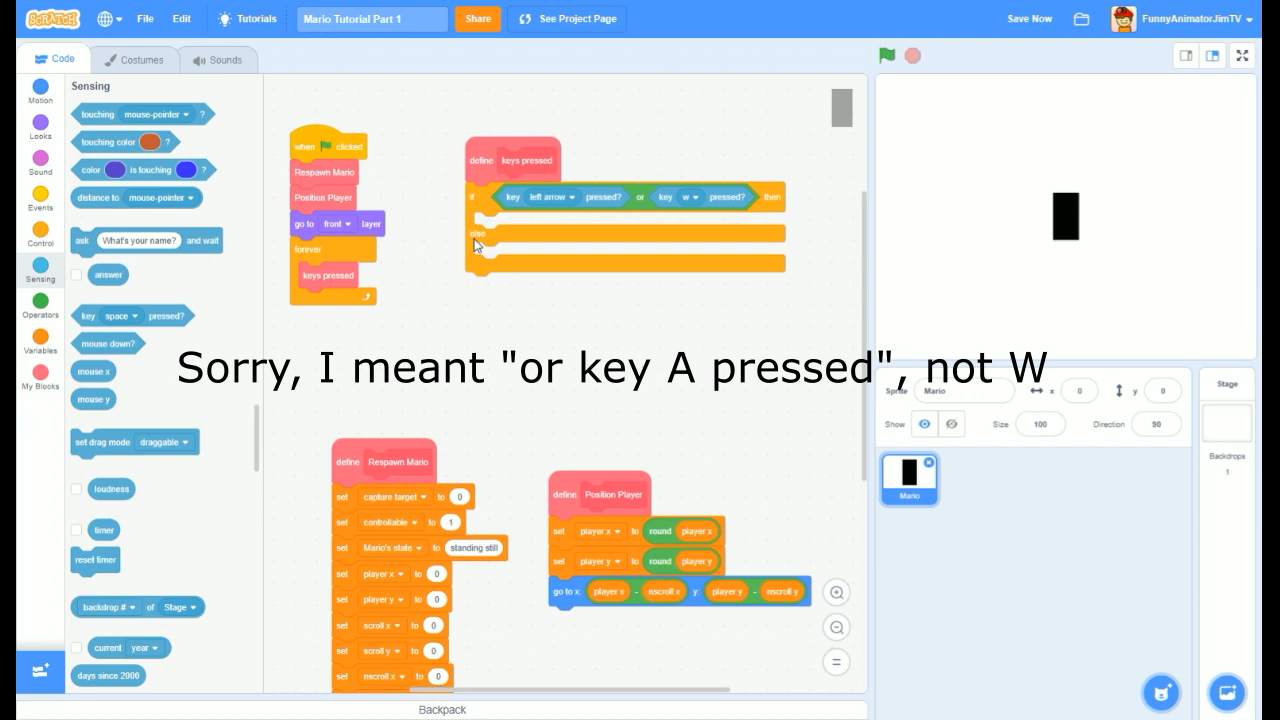 SCRATCH File Edit Tutorials Mario Tutorial Part 1 Share See Project Page Save Now FunnyAnimatorJimTV
Code Costumes Sounds
Motion
Looks
Sound
Events
Control
Sensing
Operators
Variables
My Blocks
Sensing
touching mouse-pointer ?
touching color ?
color is touching ?
distance to mouse-pointer
ask What's your name? and wait
answer
key space pressed?
mouse down?
mouse x
mouse y
set drag mode draggable
loudness
timer
reset timer
backdrop # of Stage
current year
days since 2000
when clicked
Respawn Mario
Position Player
go to front layer
forever
keys pressed
define keys pressed
if key left arrow pressed? or key w pressed? then
else
Sorry, I meant "or key A pressed", not W
define Respawn Mario
set capture target to 0
set controllable to 1
set Mario's state to standing still
set player x to 0
set player y to 0
set scroll x to 0
set scroll y to 0
set nscroll x to 0
define Position Player
set player x to round player x
set player y to round player y
go to x: player x - nscroll x y: player y - nscroll y
Sprite Mario x 0 y 0
Show Size 100 Direction 90
Mario
Stage
Backdrops
1
Backpack